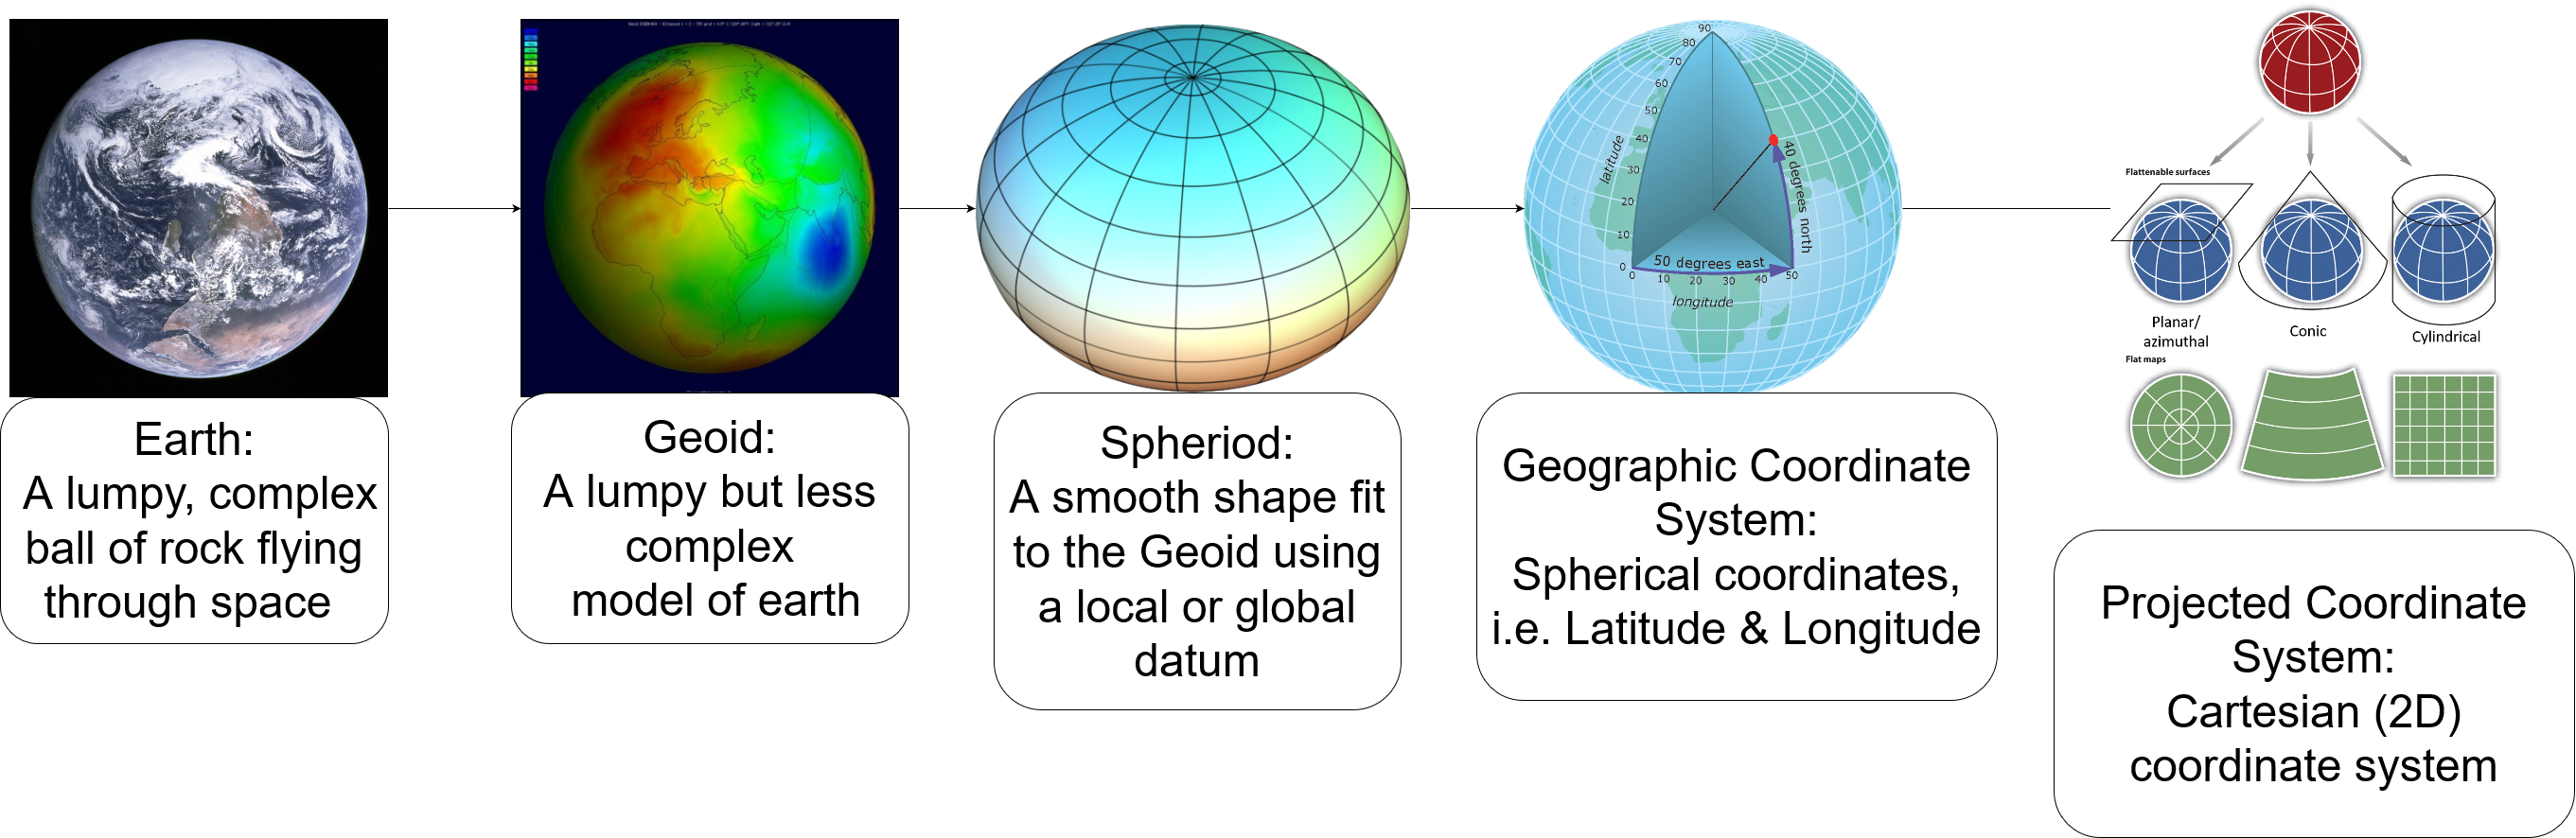 Earth:
A lumpy, complex
ball of rock flying
through space
Geoid:
A lumpy but less
complex
model of earth
Spheriod:
A smooth shape fit
to the Geoid using
a local or global
datum
90
80
70
60
50
40
30
20
10
0
latitude
40 degrees north
50 degrees east
0
10
20
30
40
50
longitude
Geographic Coordinate
System:
Spherical coordinates,
i.e. Latitude & Longitude
Flattenable surfaces
Planar/
azimuthal
Conic
Cylindrical
Flat maps
Projected Coordinate
System:
Cartesian (2D)
coordinate system